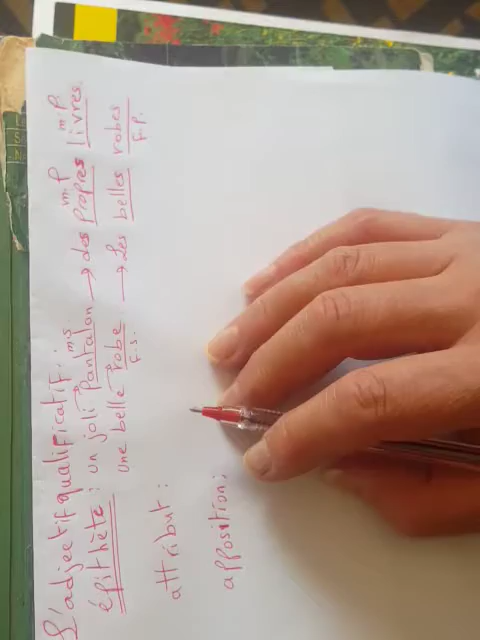 L'adjectif qualificatif :
épithète : un joli pantalon → des propres livres.
m.s m.P m.P
une belle robe → les belles robes
F.S. F.P.
attribut :
apposition :